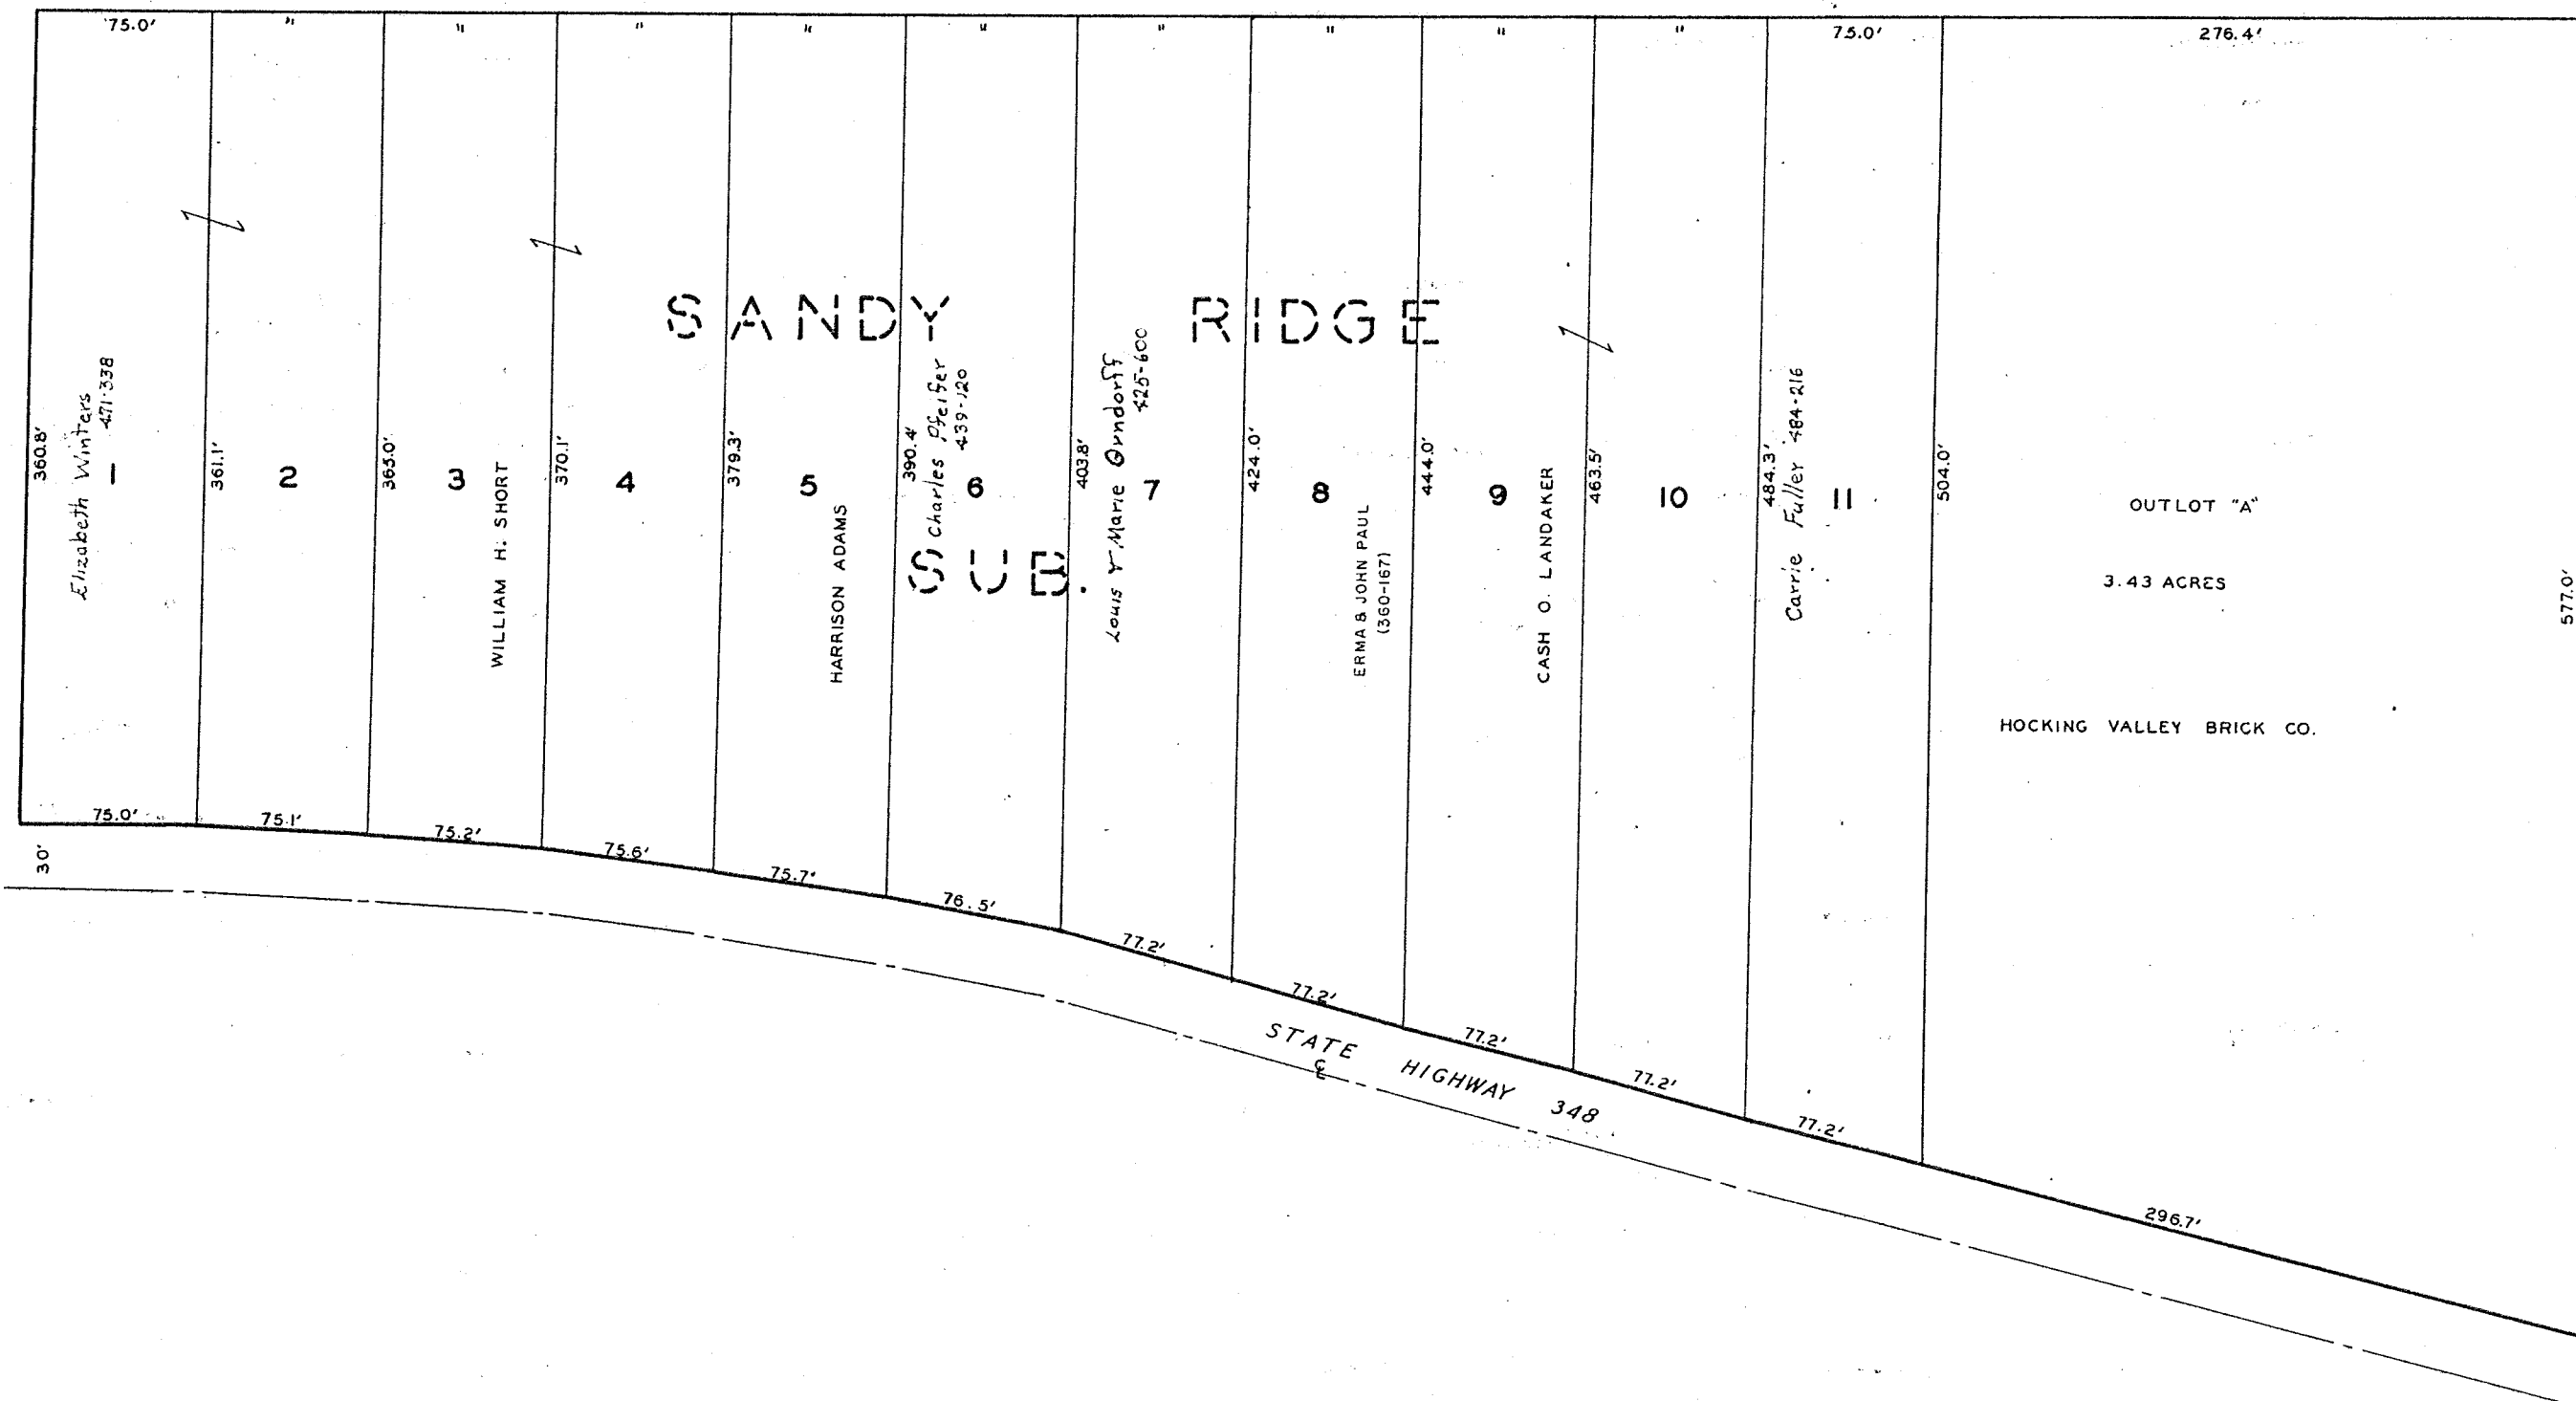 75.0' " " " " " " " " " 75.0' 276.4'
SANDY RIDGE
SUB.
360.8'
Elizabeth Winters
471-338
1
361.1'
2
365.0'
3
WILLIAM H. SHORT
370.1'
4
379.3'
5
HARRISON ADAMS
390.4'
Charles Pfeifer
439-120
6
403.8'
Louis & Marie Orndorff
425-600
7
424.0'
8
ERMA & JOHN PAUL
(360-167)
444.0'
9
CASH O. LANDAKER
463.5'
10
484.3'
Carrie Fuller 484-216
11
504.0'
OUTLOT "A"
3.43 ACRES
HOCKING VALLEY BRICK CO.
577.0'
75.0' 75.1' 75.2' 75.6' 75.7' 76.5' 77.2' 77.2' 77.2' 77.2' 77.2' 296.7'
30'
STATE HIGHWAY 348
℄